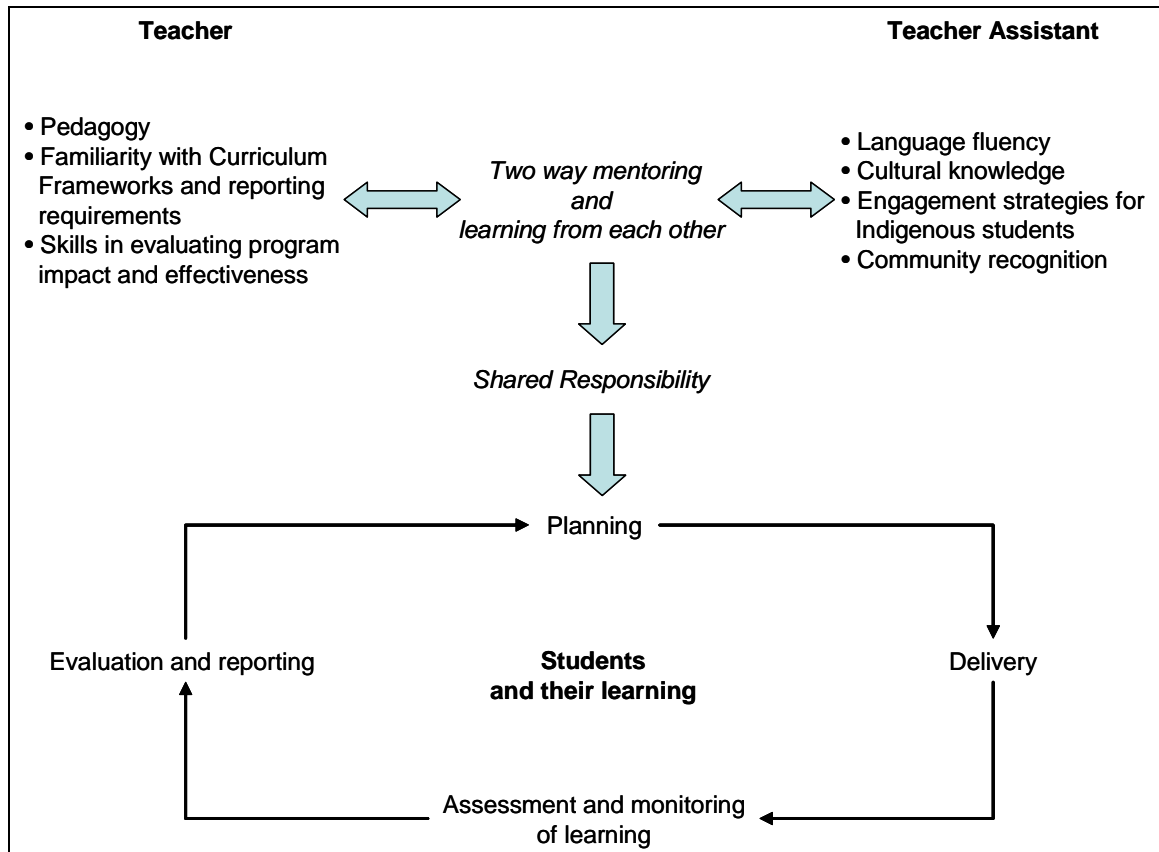 Teacher
Teacher Assistant
• Pedagogy
• Familiarity with Curriculum
Frameworks and reporting
requirements
• Skills in evaluating program
impact and effectiveness
Two way mentoring
and
learning from each other
• Language fluency
• Cultural knowledge
• Engagement strategies for
Indigenous students
• Community recognition
Shared Responsibility
Planning
Evaluation and reporting
Students
and their learning
Delivery
Assessment and monitoring
of learning